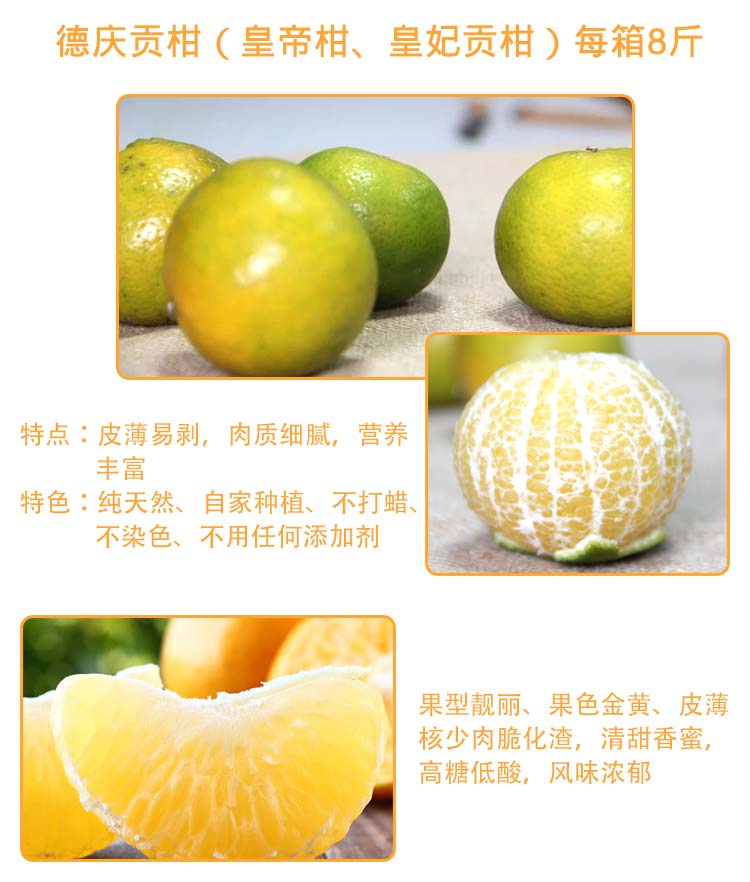 德庆贡柑（皇帝柑、皇妃贡柑）每箱8斤
特点：皮薄易剥，肉质细腻，营养
丰富
特色：纯天然、自家种植、不打蜡、
不染色、不用任何添加剂
果型靓丽、果色金黄、皮薄
核少肉脆化渣，清甜香蜜，
高糖低酸，风味浓郁